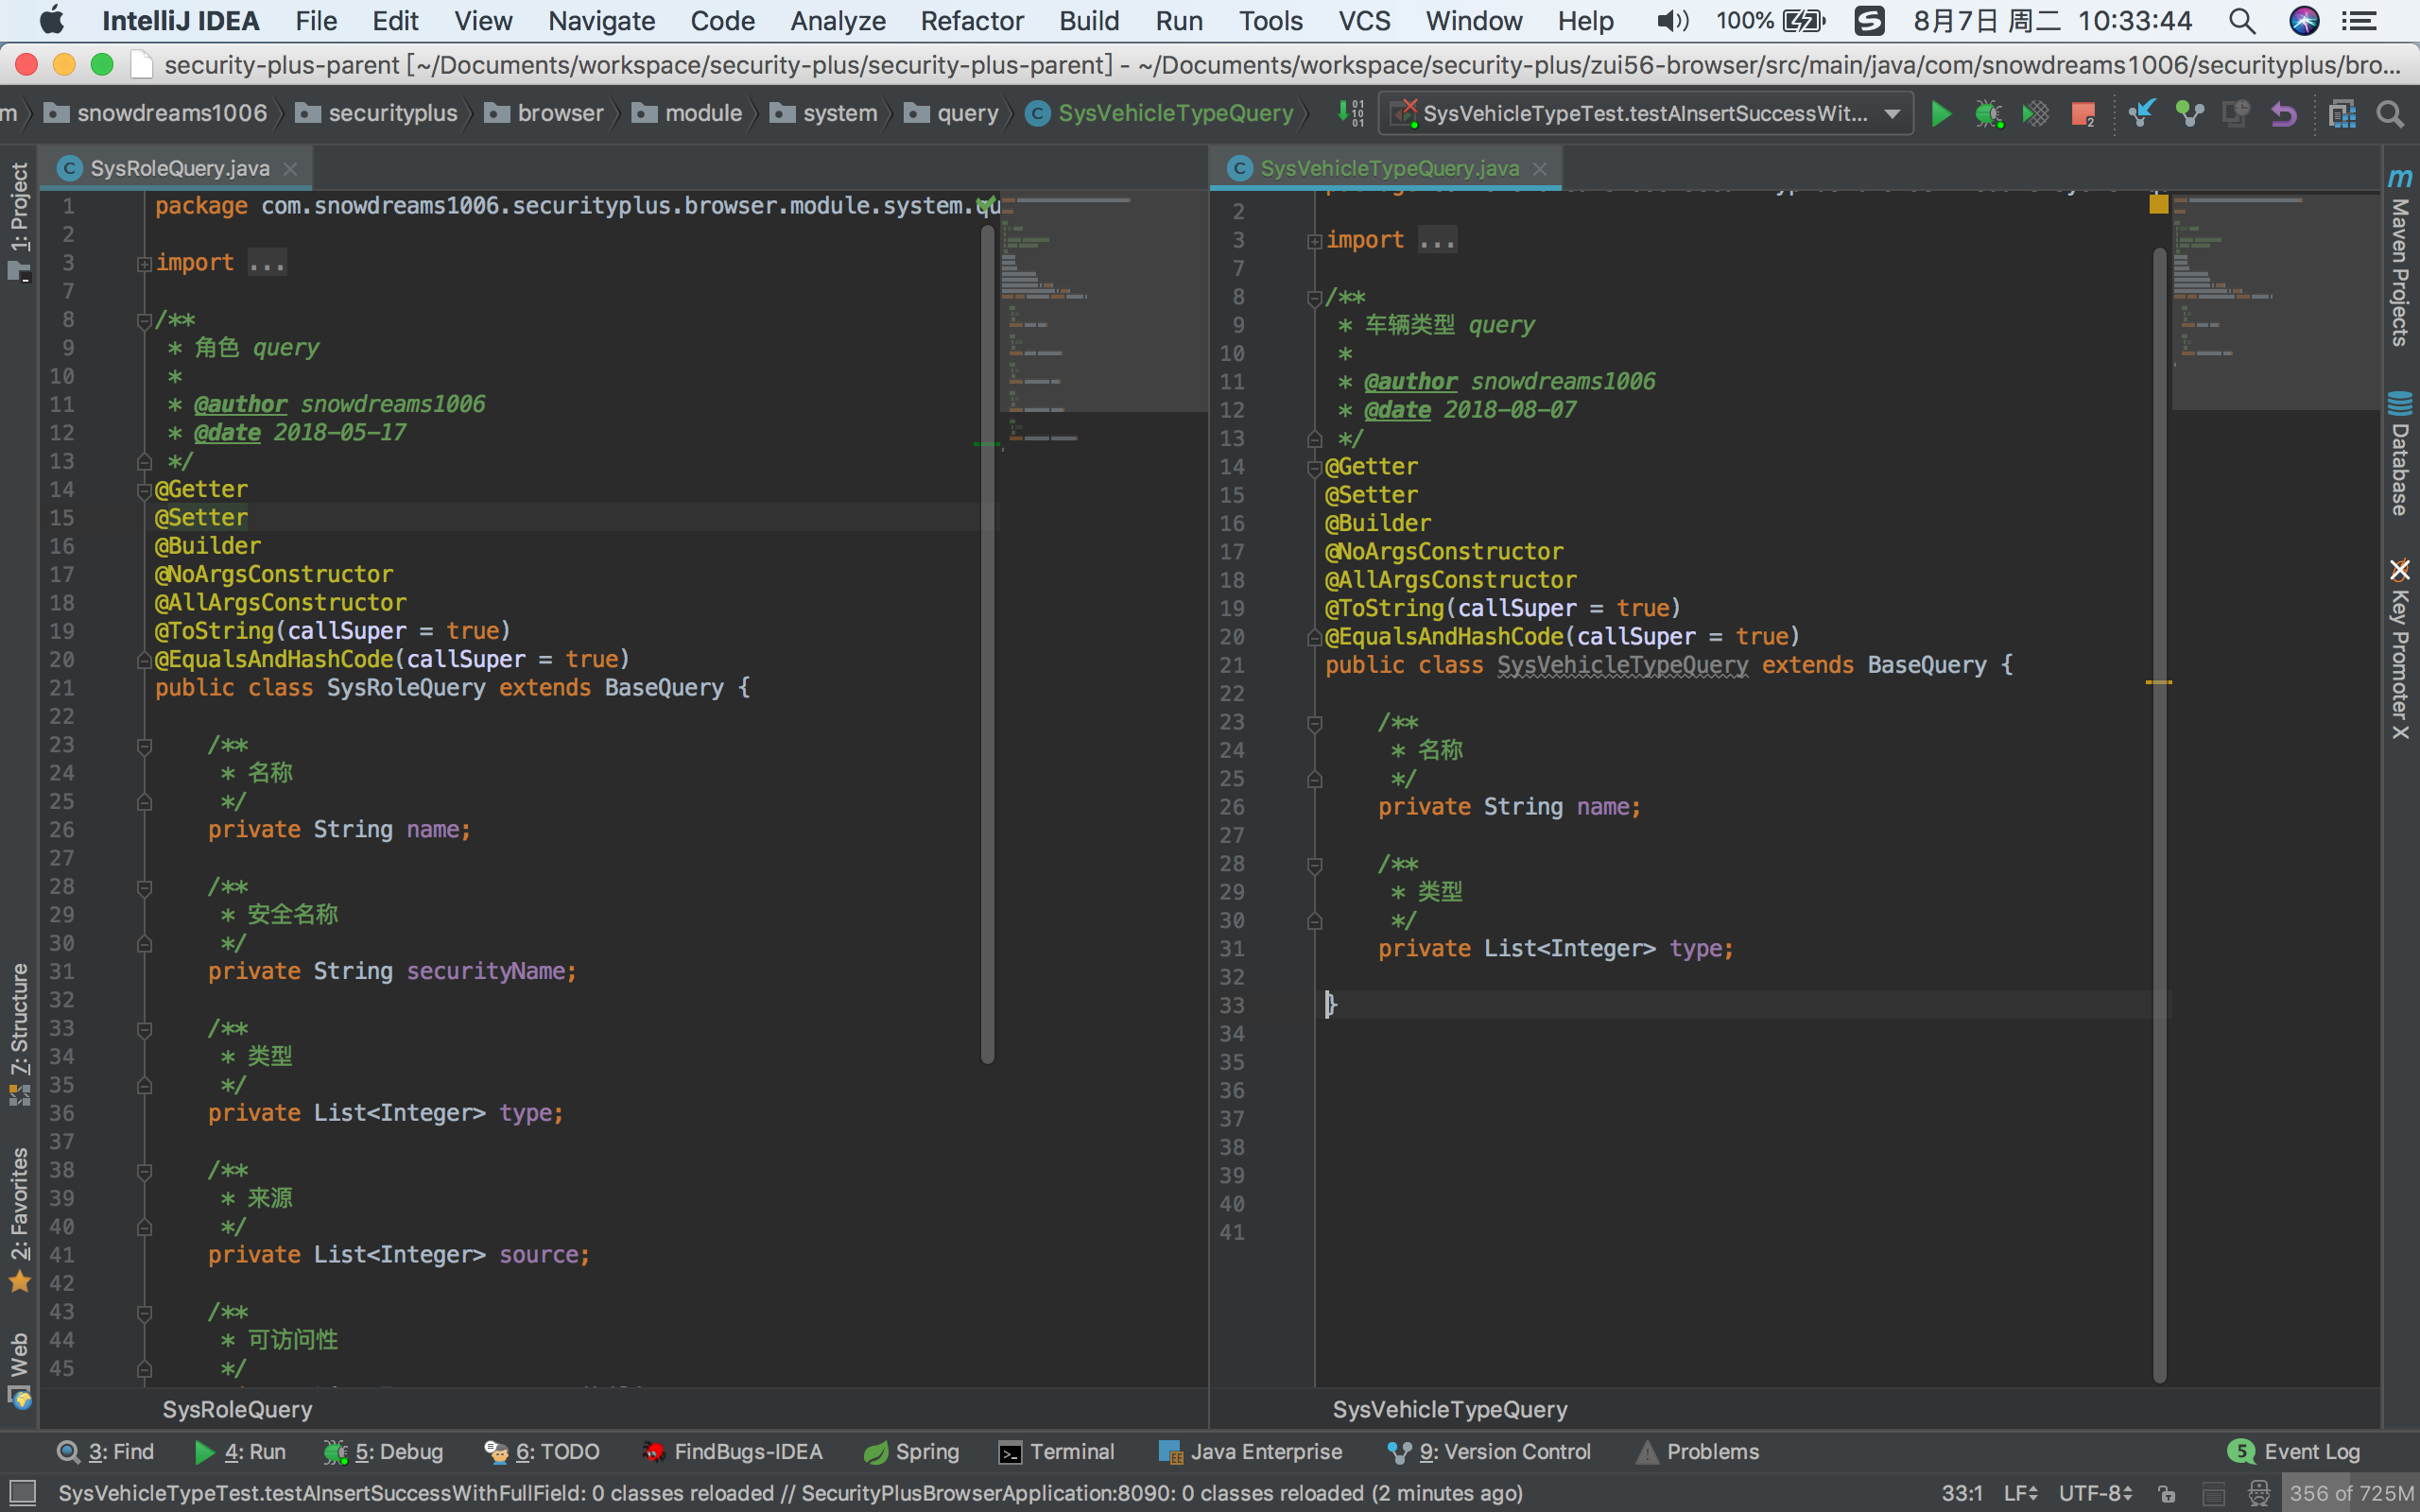 IntelliJ IDEA File Edit View Navigate Code Analyze Refactor Build Run Tools VCS Window Help 100% 8月7日 周二 10:33:44
security-plus-parent [~/Documents/workspace/security-plus/security-plus-parent] - ~/Documents/workspace/security-plus/zui56-browser/src/main/java/com/snowdreams1006/securityplus/bro...
m snowdreams1006 securityplus browser module system query SysVehicleTypeQuery SysVehicleTypeTest.testAInsertSuccessWit...
1: Project
7: Structure
2: Favorites
Web
SysRoleQuery.java
1 package com.snowdreams1006.securityplus.browser.module.system.qu
2
3 import ...
7
8 /**
9 * 角色 query
10 *
11 * @author snowdreams1006
12 * @date 2018-05-17
13 */
14 @Getter
15 @Setter
16 @Builder
17 @NoArgsConstructor
18 @AllArgsConstructor
19 @ToString(callSuper = true)
20 @EqualsAndHashCode(callSuper = true)
21 public class SysRoleQuery extends BaseQuery {
22
23 /**
24 * 名称
25 */
26 private String name;
27
28 /**
29 * 安全名称
30 */
31 private String securityName;
32
33 /**
34 * 类型
35 */
36 private List<Integer> type;
37
38 /**
39 * 来源
40 */
41 private List<Integer> source;
42
43 /**
44 * 可访问性
45 */
SysRoleQuery
SysVehicleTypeQuery.java
2
3 import ...
7
8 /**
9 * 车辆类型 query
10 *
11 * @author snowdreams1006
12 * @date 2018-08-07
13 */
14 @Getter
15 @Setter
16 @Builder
17 @NoArgsConstructor
18 @AllArgsConstructor
19 @ToString(callSuper = true)
20 @EqualsAndHashCode(callSuper = true)
21 public class SysVehicleTypeQuery extends BaseQuery {
22
23 /**
24 * 名称
25 */
26 private String name;
27
28 /**
29 * 类型
30 */
31 private List<Integer> type;
32
33 }
34
35
36
37
38
39
40
41
SysVehicleTypeQuery
Maven Projects
Database
Key Promoter X
3: Find 4: Run 5: Debug 6: TODO FindBugs-IDEA Spring Terminal Java Enterprise 9: Version Control Problems 5 Event Log
SysVehicleTypeTest.testAInsertSuccessWithFullField: 0 classes reloaded // SecurityPlusBrowserApplication:8090: 0 classes reloaded (2 minutes ago) 33:1 LF UTF-8 356 of 725M